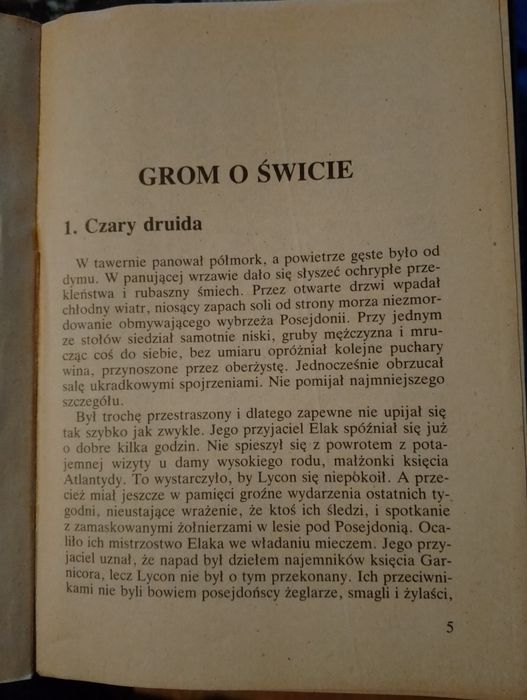 GROM O ŚWICIE
1. Czary druida
W tawernie panował półmork, a powietrze gęste było od
dymu. W panującej wrzawie dało się słyszeć ochrypłe prze-
kleństwa i rubaszny śmiech. Przez otwarte drzwi wpadał
chłodny wiatr, niosący zapach soli od strony morza niezmor-
dowanie obmywającego wybrzeża Posejdonii. Przy jednym
ze stołów siedział samotnie niski, gruby mężczyzna i mru-
cząc coś do siebie, bez umiaru opróżniał kolejne puchary
wina, przynoszone przez oberżystę. Jednocześnie obrzucał
salę ukradkowymi spojrzeniami. Nie pomijał najmniejszego
szczegółu.
Był trochę przestraszony i dlatego zapewne nie upijał się
tak szybko jak zwykle. Jego przyjaciel Elak spóźniał się już
o dobre kilka godzin. Nie spieszył się z powrotem z pota-
jemnej wizyty u damy wysokiego rodu, małżonki księcia
Atlantydy. To wystarczyło, by Lycon się niepokoił. A prze-
cież miał jeszcze w pamięci groźne wydarzenia ostatnich ty-
godni, nieustające wrażenie, że ktoś ich śledzi, i spotkanie
z zamaskowanymi żołnierzami w lesie pod Posejdonią. Oca-
liło ich mistrzostwo Elaka we władaniu mieczem. Jego przy-
jaciel uznał, że napad był dziełem najemników księcia Gar-
nicora, lecz Lycon nie był o tym przekonany. Ich przeciwni-
kami nie byli bowiem posejdońscy żeglarze, smagli i żylaści,
5